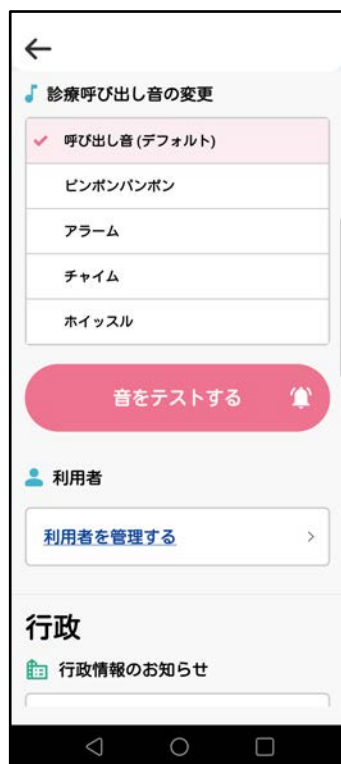 診療呼び出し音の変更
呼び出し音 (デフォルト)
ピンポンパンポン
アラーム
チャイム
ホイッスル
音をテストする
利用者
利用者を管理する
行政
行政情報のお知らせ